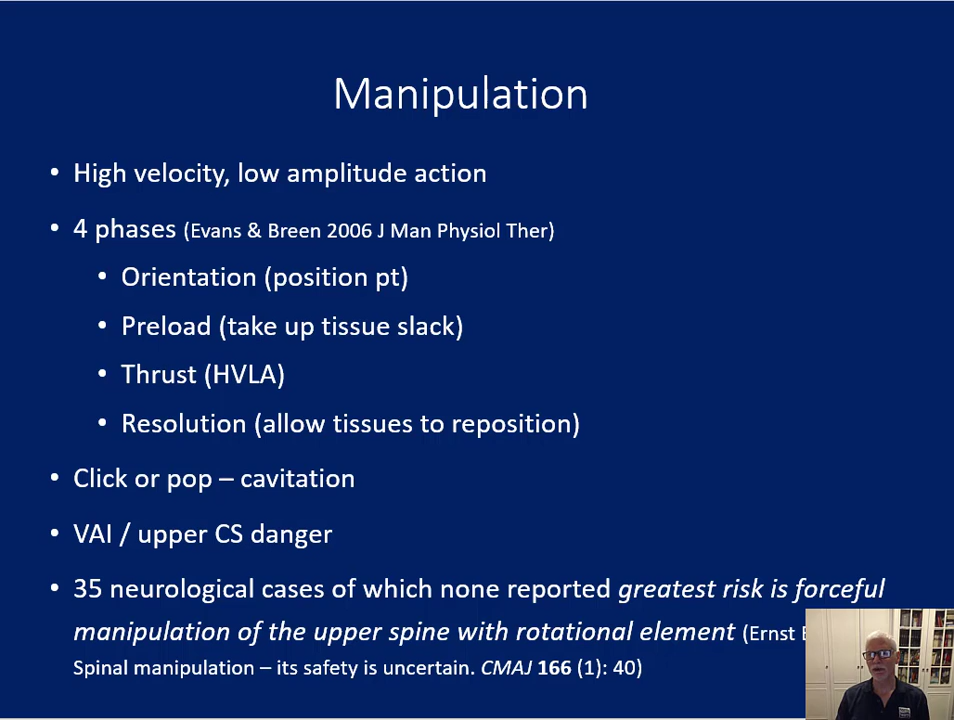 Manipulation
• High velocity, low amplitude action
• 4 phases (Evans & Breen 2006 J Man Physiol Ther)
• Orientation (position pt)
• Preload (take up tissue slack)
• Thrust (HVLA)
• Resolution (allow tissues to reposition)
• Click or pop – cavitation
• VAI / upper CS danger
• 35 neurological cases of which none reported greatest risk is forceful
manipulation of the upper spine with rotational element (Ernst
Spinal manipulation – its safety is uncertain. CMAJ 166 (1): 40)